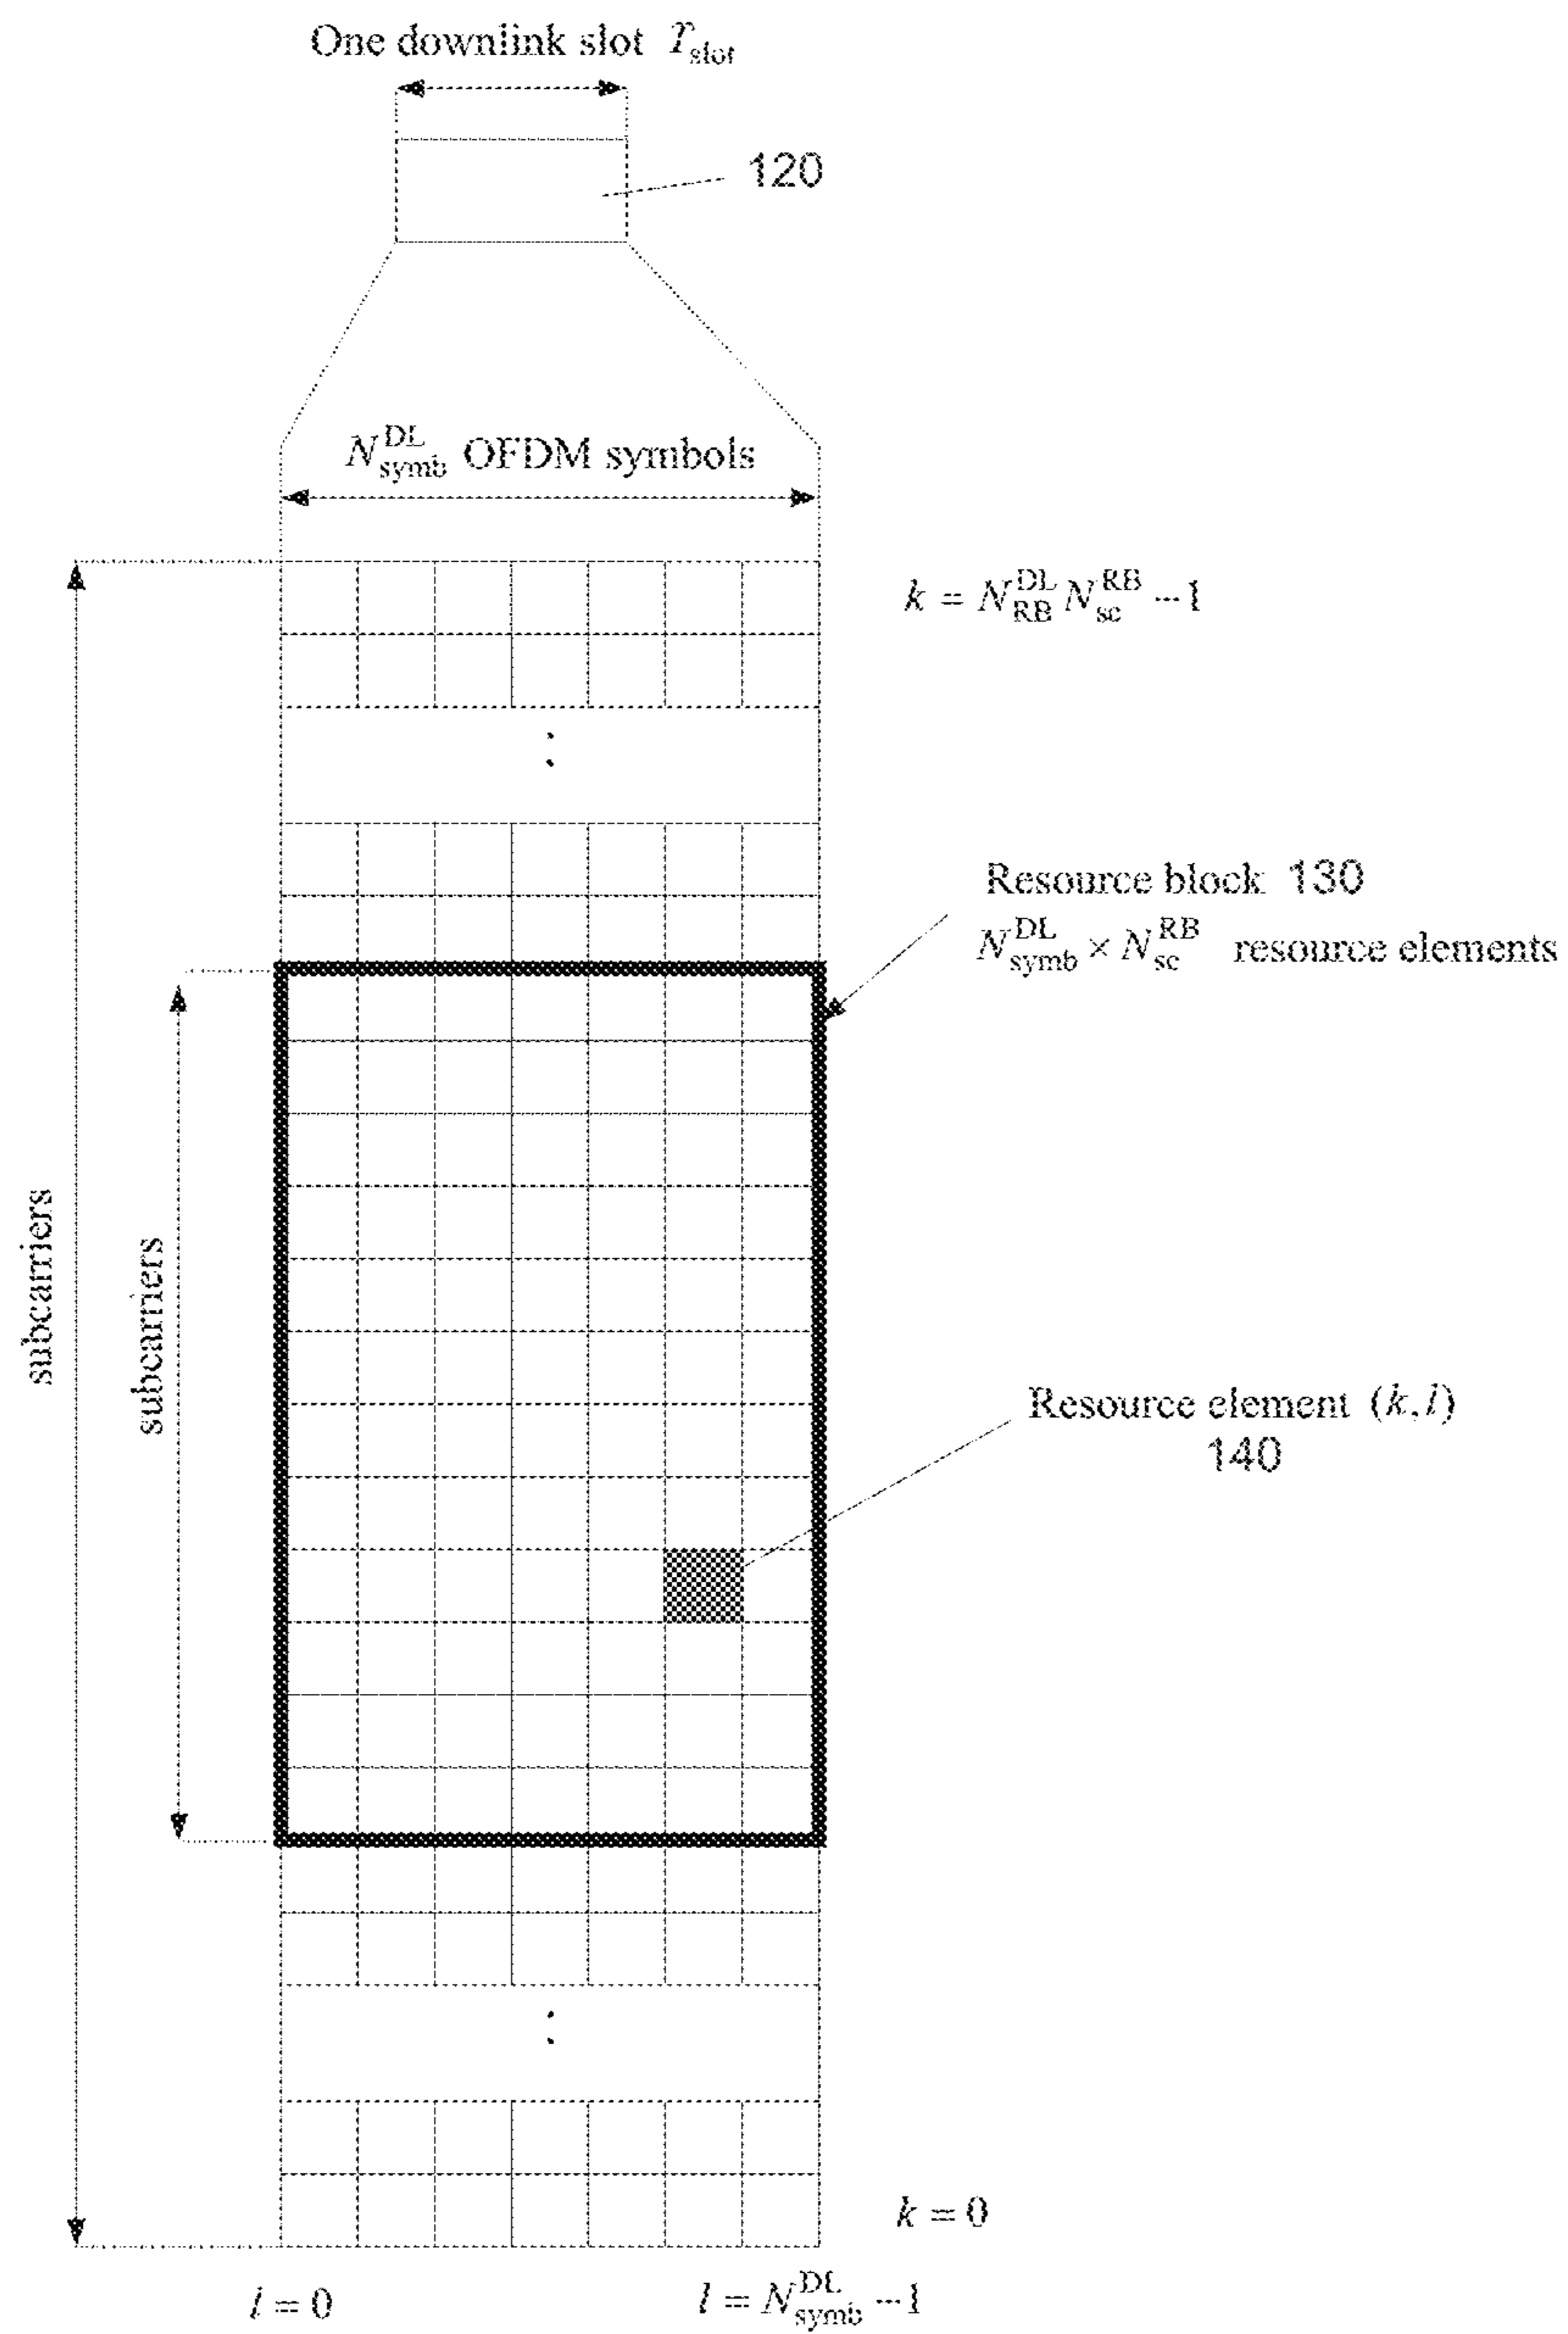 One downlink slot T_slot
120
N_symb^DL OFDM symbols
k = N_RB^DL N_sc^RB − 1
Resource block 130
N_symb^DL × N_sc^RB resource elements
subcarriers
subcarriers
Resource element (k, l)
140
k = 0
l = 0
l = N_symb^DL − 1